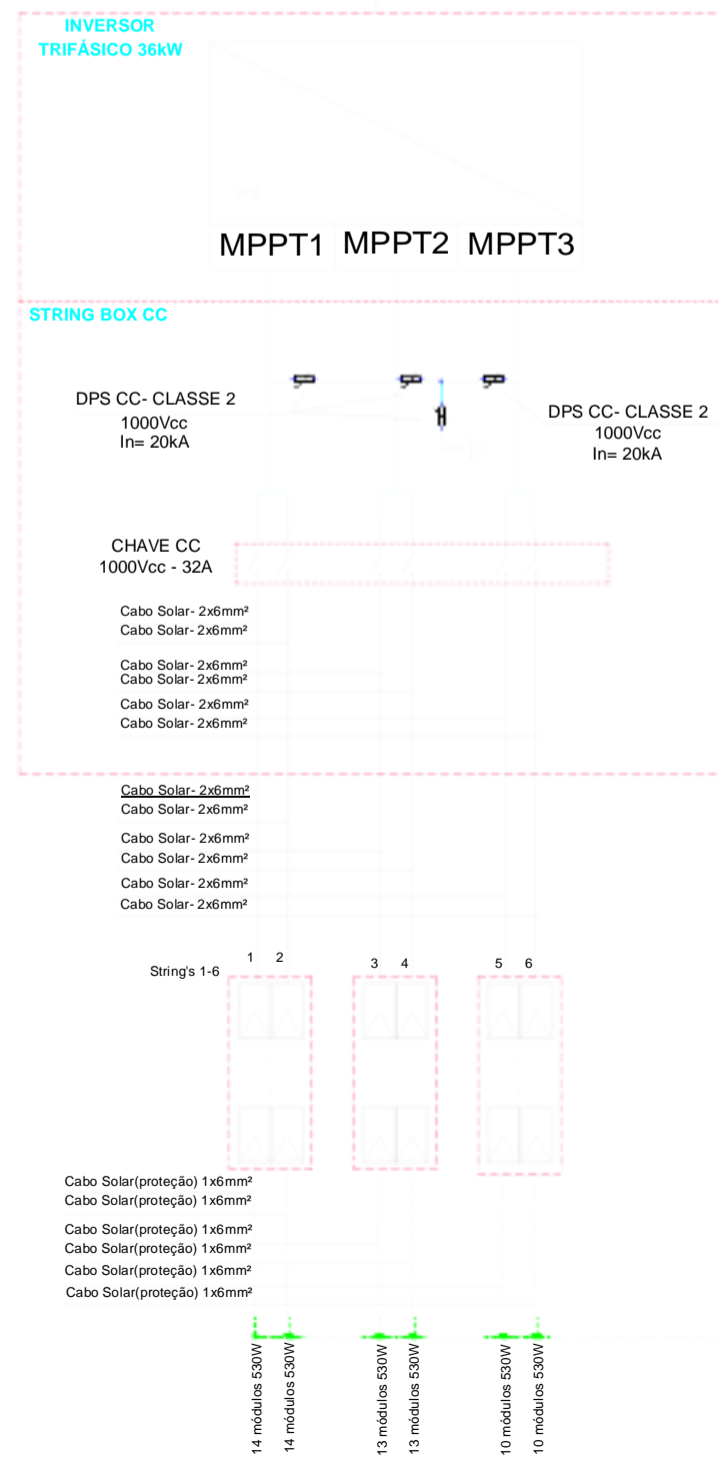 INVERSOR
TRIFÁSICO 36kW
MPPT1 MPPT2 MPPT3
STRING BOX CC
DPS CC- CLASSE 2
1000Vcc
In= 20kA
DPS CC- CLASSE 2
1000Vcc
In= 20kA
CHAVE CC
1000Vcc - 32A
Cabo Solar- 2x6mm²
Cabo Solar- 2x6mm²
Cabo Solar- 2x6mm²
Cabo Solar- 2x6mm²
Cabo Solar- 2x6mm²
Cabo Solar- 2x6mm²
Cabo Solar- 2x6mm²
Cabo Solar- 2x6mm²
Cabo Solar- 2x6mm²
Cabo Solar- 2x6mm²
Cabo Solar- 2x6mm²
Cabo Solar- 2x6mm²
1 2 3 4 5 6
String's 1-6
Cabo Solar(proteção) 1x6mm²
Cabo Solar(proteção) 1x6mm²
Cabo Solar(proteção) 1x6mm²
Cabo Solar(proteção) 1x6mm²
Cabo Solar(proteção) 1x6mm²
Cabo Solar(proteção) 1x6mm²
14 módulos 530W
14 módulos 530W
13 módulos 530W
13 módulos 530W
10 módulos 530W
10 módulos 530W